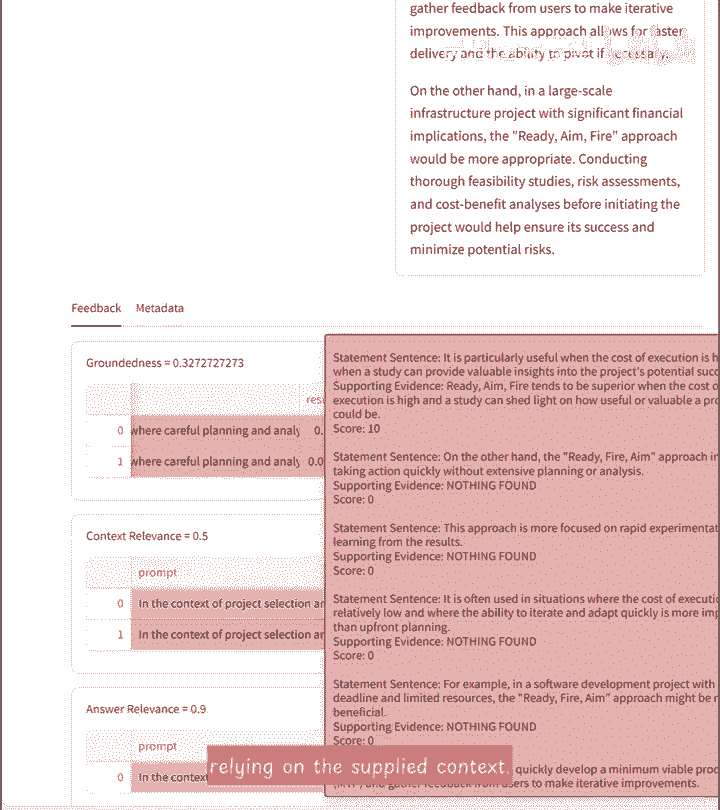 gather feedback from users to make iterative
improvements. This approach allows for faster
delivery and the ability to pivot if necessary.
On the other hand, in a large-scale
infrastructure project with significant financial
implications, the "Ready, Aim, Fire" approach
would be more appropriate. Conducting
thorough feasibility studies, risk assessments,
and cost-benefit analyses before initiating the
project would help ensure its success and
minimize potential risks.
Feedback Metadata
Groundedness = 0.3272727273
0 where careful planning and analy 0.
1 where careful planning and analy 0.0
Context Relevance = 0.5
prompt
0 In the context of project selection an
1 In the context of project selection an
Answer Relevance = 0.9
prompt
0 In the context
Statement Sentence: It is particularly useful when the cost of execution is h
when a study can provide valuable insights into the project's potential succ
Supporting Evidence: Ready, Aim, Fire tends to be superior when the cost o
execution is high and a study can shed light on how useful or valuable a pro
could be.
Score: 10
Statement Sentence: On the other hand, the "Ready, Fire, Aim" approach in
taking action quickly without extensive planning or analysis.
Supporting Evidence: NOTHING FOUND
Score: 0
Statement Sentence: This approach is more focused on rapid experimentat
learning from the results.
Supporting Evidence: NOTHING FOUND
Score: 0
Statement Sentence: It is often used in situations where the cost of executio
relatively low and where the ability to iterate and adapt quickly is more imp
than upfront planning.
Supporting Evidence: NOTHING FOUND
Score: 0
Statement Sentence: For example, in a software development project with
deadline and limited resources, the "Ready, Fire, Aim" approach might be m
beneficial.
Supporting Evidence: NOTHING FOUND
Score: 0
quickly develop a minimum viable proc
and gather feedback from users to make iterative improvements.
relying on the supplied context.